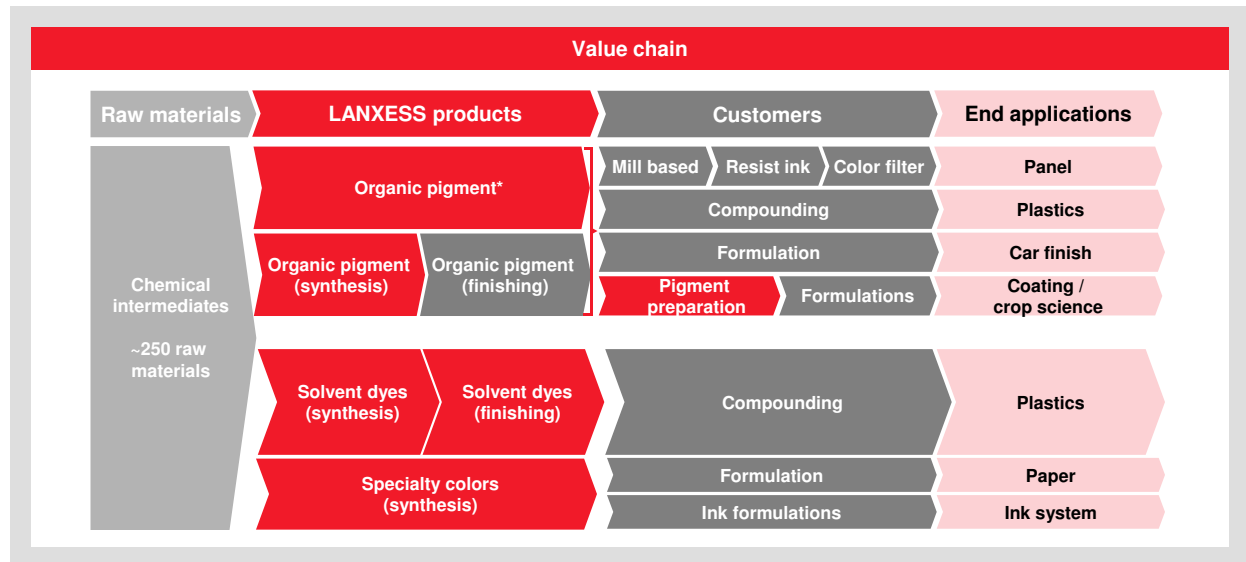 Value chain
Raw materials
LANXESS products
Customers
End applications
Chemical
intermediates
~250 raw
materials
Organic pigment*
Mill based
Resist ink
Color filter
Panel
Compounding
Plastics
Organic pigment
(synthesis)
Organic pigment
(finishing)
Formulation
Car finish
Pigment
preparation
Formulations
Coating /
crop science
Solvent dyes
(synthesis)
Solvent dyes
(finishing)
Compounding
Plastics
Specialty colors
(synthesis)
Formulation
Paper
Ink formulations
Ink system